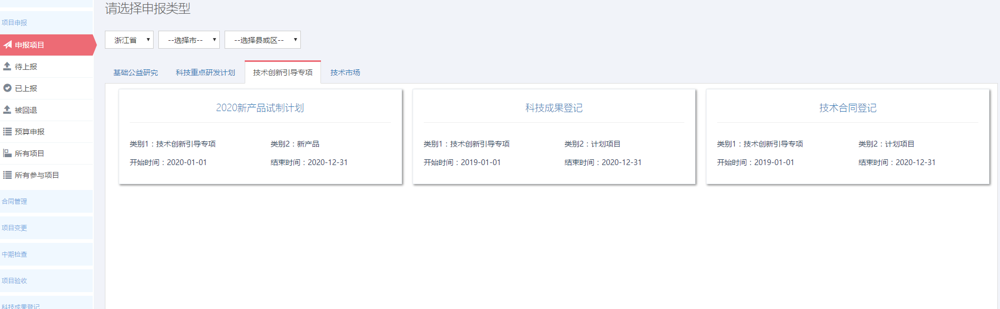 请选择申报类型
项目申报
申报项目
待上报
已上报
被回退
预算申报
所有项目
所有参与项目
合同管理
项目变更
中期检查
项目验收
科技成果登记
浙江省 --选择市-- --选择县或区--
基础公益研究 科技重点研发计划 技术创新引导专项 技术市场
2020新产品试制计划
类别1：技术创新引导专项 类别2：新产品
开始时间：2020-01-01 结束时间：2020-12-31
科技成果登记
类别1：技术创新引导专项 类别2：计划项目
开始时间：2019-01-01 结束时间：2020-12-31
技术合同登记
类别1：技术创新引导专项 类别2：计划项目
开始时间：2019-01-01 结束时间：2020-12-31